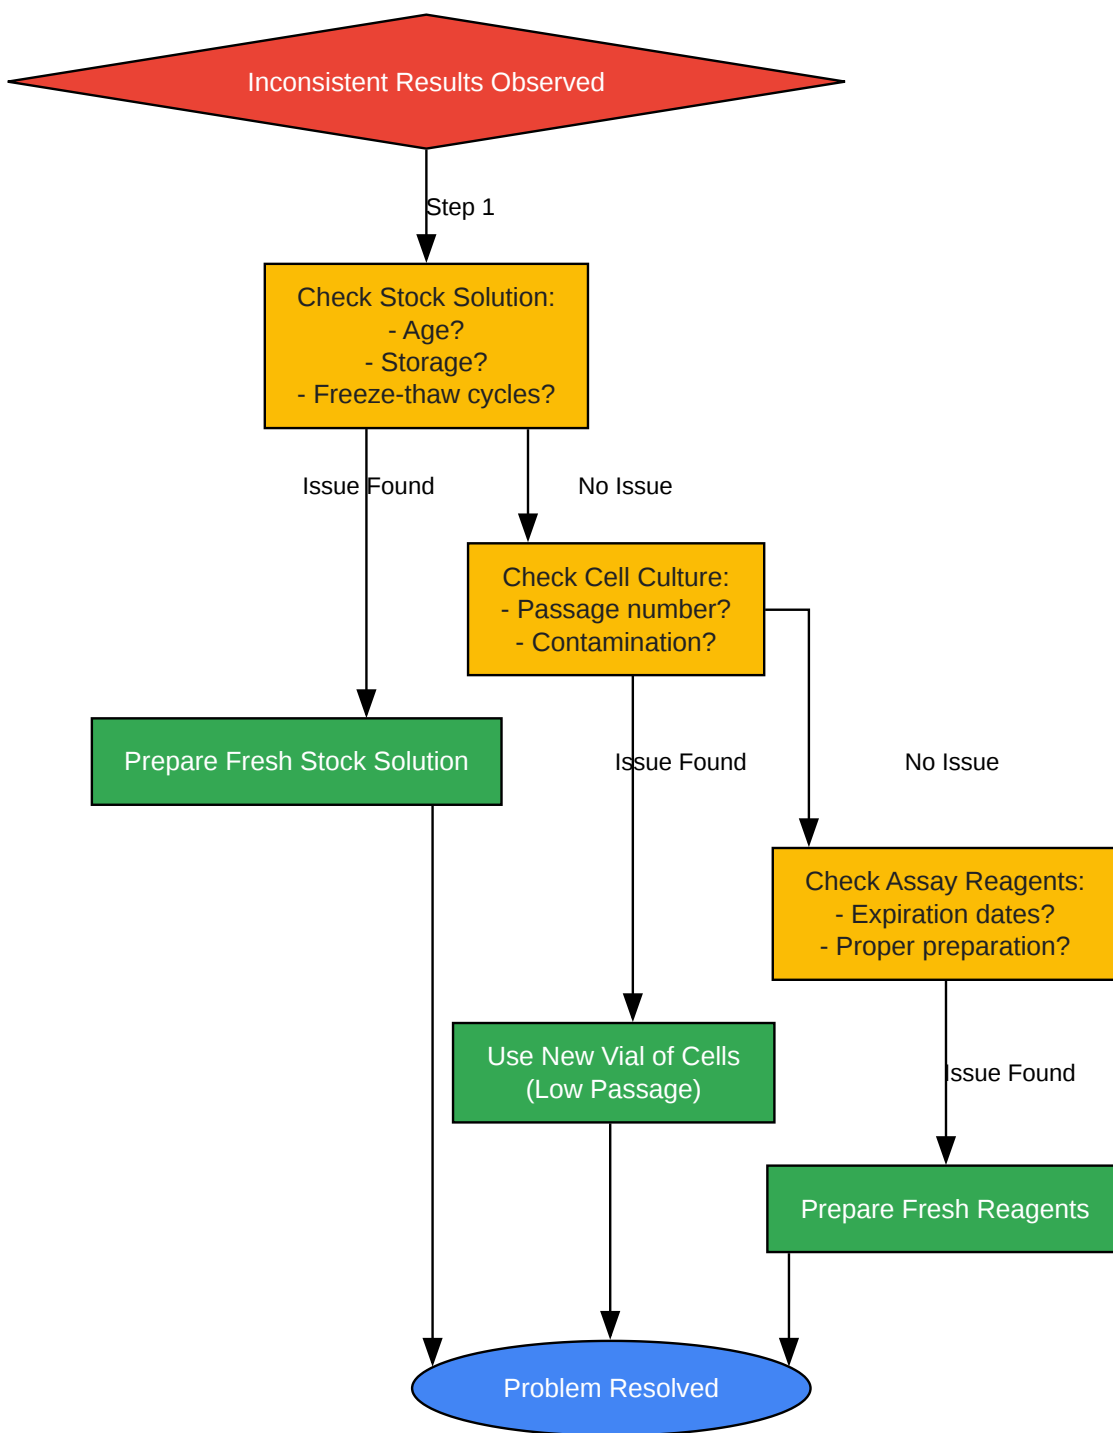 Inconsistent Results Observed
Step 1
Check Stock Solution:
- Age?
- Storage?
- Freeze-thaw cycles?
Issue Found
No Issue
Check Cell Culture:
- Passage number?
- Contamination?
Prepare Fresh Stock Solution
Issue Found
No Issue
Check Assay Reagents:
- Expiration dates?
- Proper preparation?
Use New Vial of Cells
(Low Passage)
Issue Found
Prepare Fresh Reagents
Problem Resolved